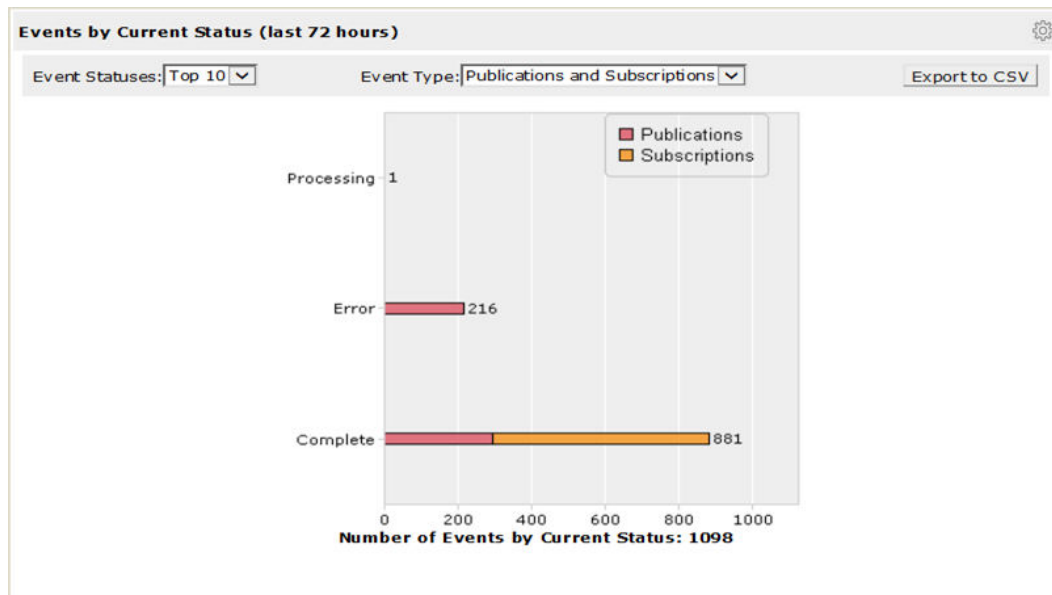 Events by Current Status (last 72 hours)
Event Statuses: Top 10 Event Type: Publications and Subscriptions Export to CSV
Publications
Subscriptions
Processing 1
Error 216
Complete 881
0 200 400 600 800 1000
Number of Events by Current Status: 1098